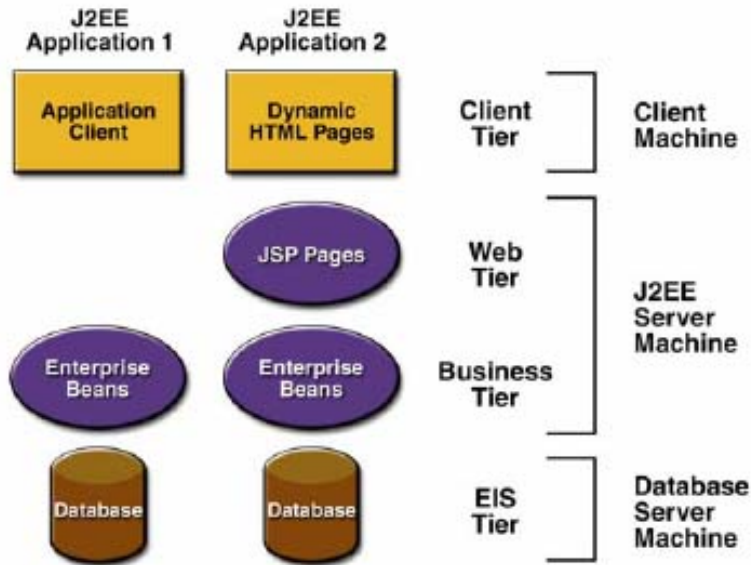 J2EE
Application 1
J2EE
Application 2
Application
Client
Dynamic
HTML Pages
Client
Tier
Client
Machine
JSP Pages
Web
Tier
J2EE
Server
Machine
Enterprise
Beans
Enterprise
Beans
Business
Tier
Database
Database
EIS
Tier
Database
Server
Machine